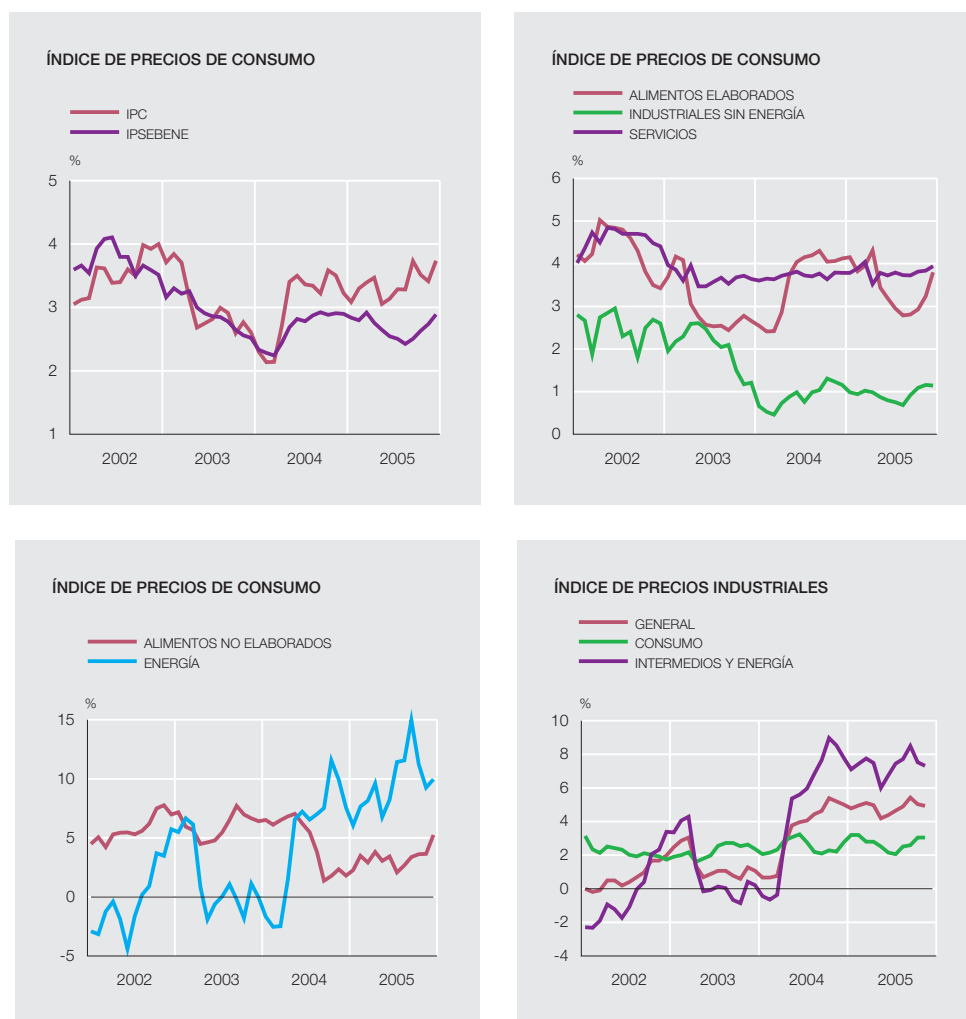 ÍNDICE DE PRECIOS DE CONSUMO
IPC
IPSEBENE
%
5
4
3
2
1
2002 2003 2004 2005
ÍNDICE DE PRECIOS DE CONSUMO
ALIMENTOS ELABORADOS
INDUSTRIALES SIN ENERGÍA
SERVICIOS
%
6
5
4
3
2
1
0
2002 2003 2004 2005
ÍNDICE DE PRECIOS DE CONSUMO
ALIMENTOS NO ELABORADOS
ENERGÍA
%
15
10
5
0
-5
2002 2003 2004 2005
ÍNDICE DE PRECIOS INDUSTRIALES
GENERAL
CONSUMO
INTERMEDIOS Y ENERGÍA
%
10
8
6
4
2
0
-2
-4
2002 2003 2004 2005